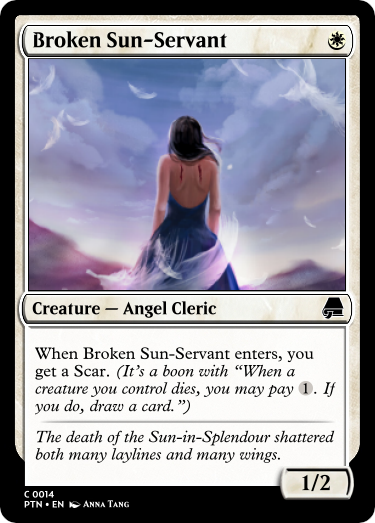 Broken Sun-Servant
Creature — Angel Cleric
When Broken Sun-Servant enters, you
get a Scar. (It's a boon with “When a
creature you control dies, you may pay 1. If
you do, draw a card.”)
The death of the Sun-in-Splendour shattered
both many laylines and many wings.
1/2
C 0014
PTN • EN Anna Tang